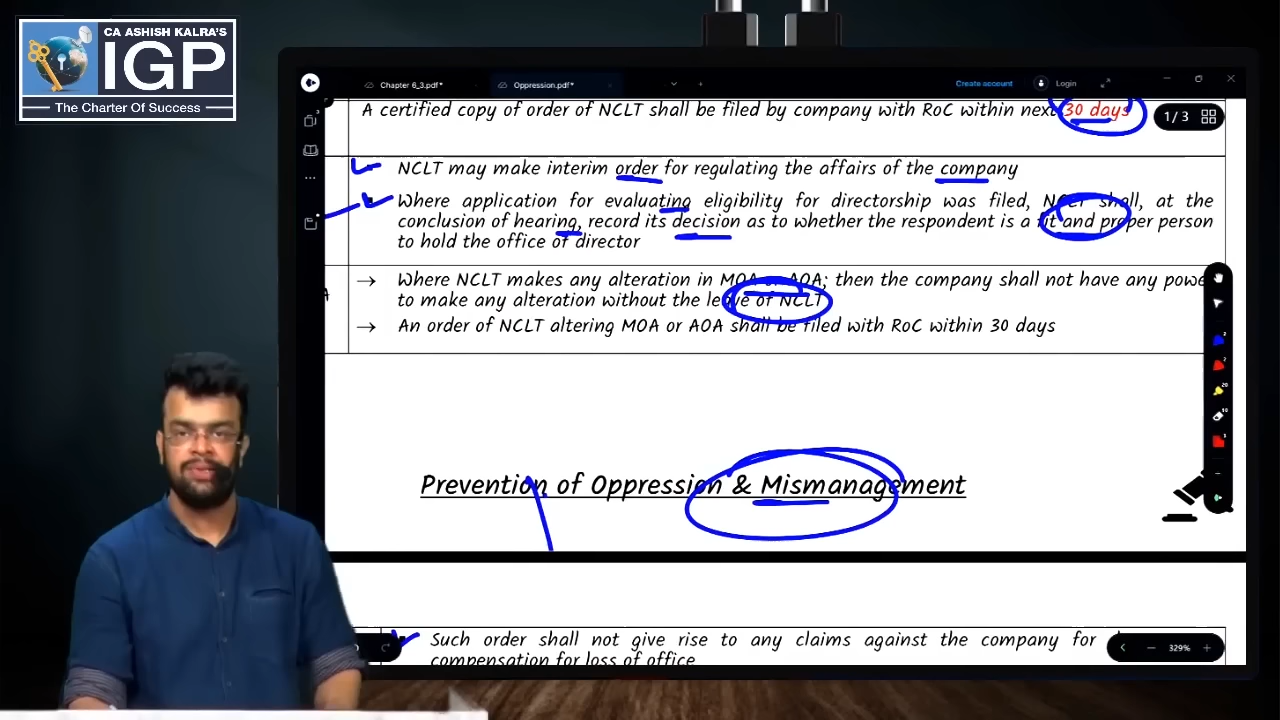 CA ASHISH KALRA'S
IGP
The Charter Of Success
Chapter 6_3.pdf*
Oppression.pdf*
Create account
Login
A certified copy of order of NCLT shall be filed by company with RoC within next 30 days
1 / 3
NCLT may make interim order for regulating the affairs of the company
Where application for evaluating eligibility for directorship was filed, NCLT shall, at the
conclusion of hearing, record its decision as to whether the respondent is a fit and proper person
to hold the office of director
→ Where NCLT makes any alteration in MOA or AOA; then the company shall not have any powe
to make any alteration without the leave of NCLT
→ An order of NCLT altering MOA or AOA shall be filed with RoC within 30 days
Prevention of Oppression & Mismanagement
Such order shall not give rise to any claims against the company for
compensation for loss of office
329%